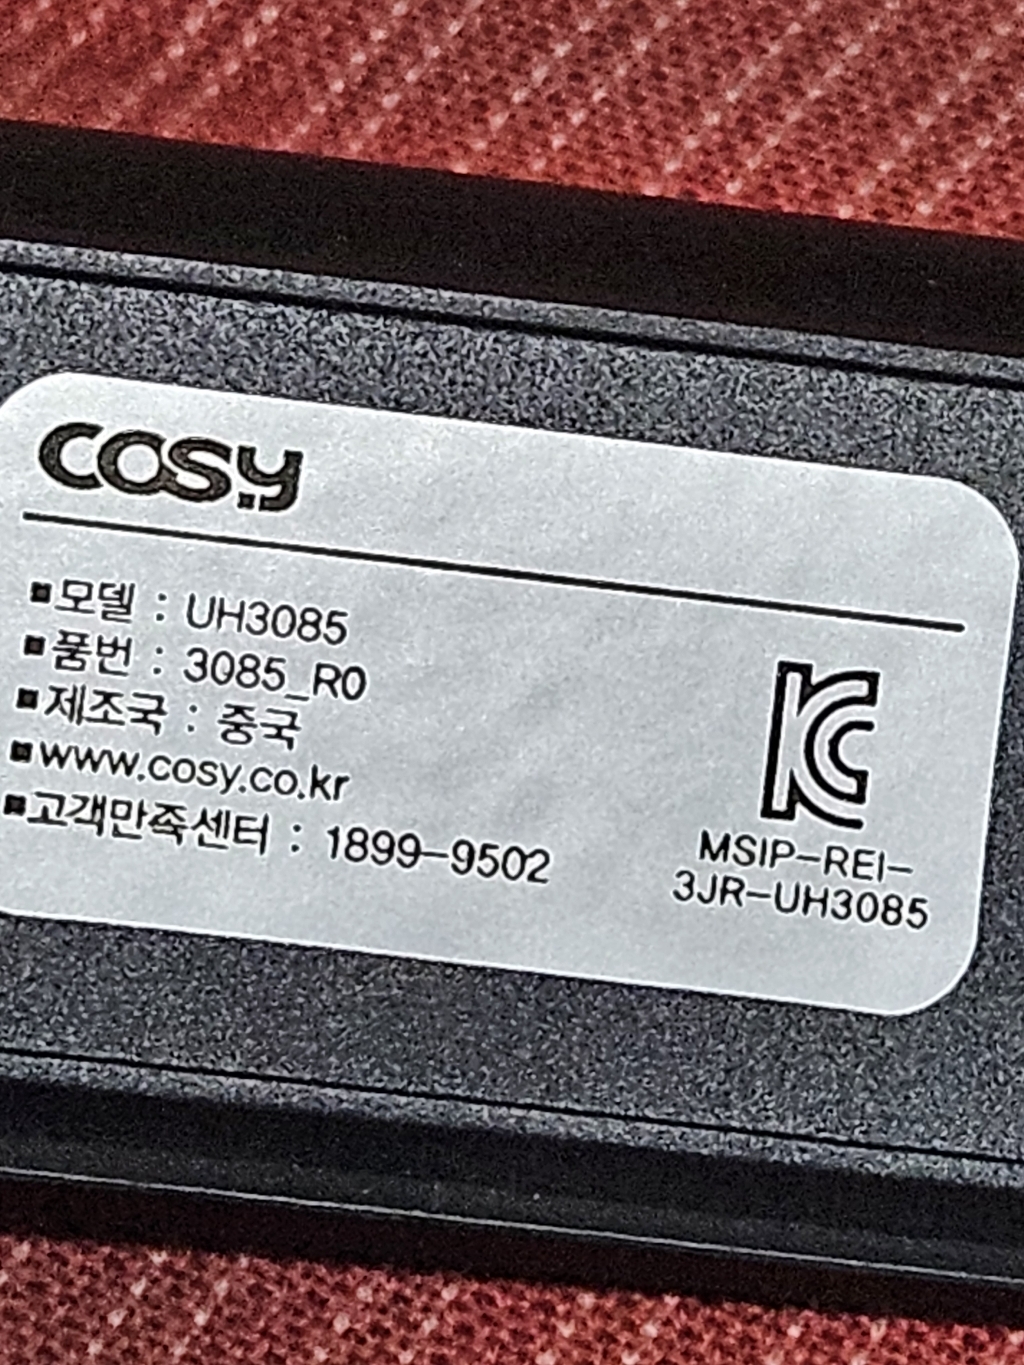 cosy
■모델 : UH3085
■품번 : 3085_R0
■제조국 : 중국
■www.cosy.co.kr
■고객만족센터 : 1899-9502
KC
MSIP-REI-
3JR-UH3085